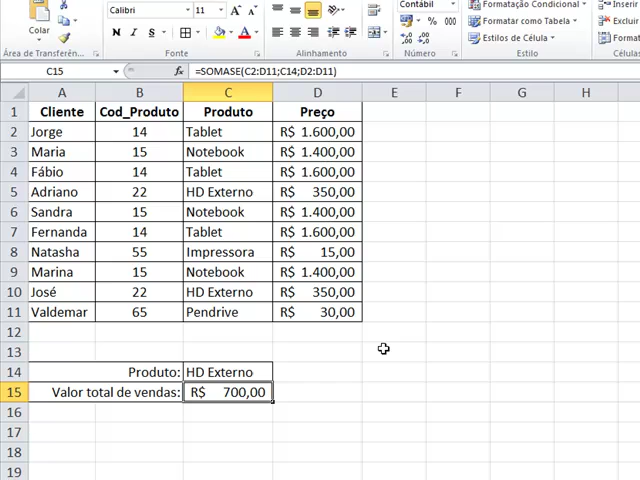 Calibri 11 Contábil Formatação Condicional Inserir
Colar Formatar como Tabela Excluir
N I S % 000 Estilos de Célula
Área de Transferên... Fonte Alinhamento Número Estilo
C15 fx =SOMASE(C2:D11;C14;D2:D11)
A B C D E F G H
1 Cliente Cod_Produto Produto Preço
2 Jorge 14 Tablet R$ 1.600,00
3 Maria 15 Notebook R$ 1.400,00
4 Fábio 14 Tablet R$ 1.600,00
5 Adriano 22 HD Externo R$ 350,00
6 Sandra 15 Notebook R$ 1.400,00
7 Fernanda 14 Tablet R$ 1.600,00
8 Natasha 55 Impressora R$ 15,00
9 Marina 15 Notebook R$ 1.400,00
10 José 22 HD Externo R$ 350,00
11 Valdemar 65 Pendrive R$ 30,00
12
13
14 Produto: HD Externo
15 Valor total de vendas: R$ 700,00
16
17
18
19